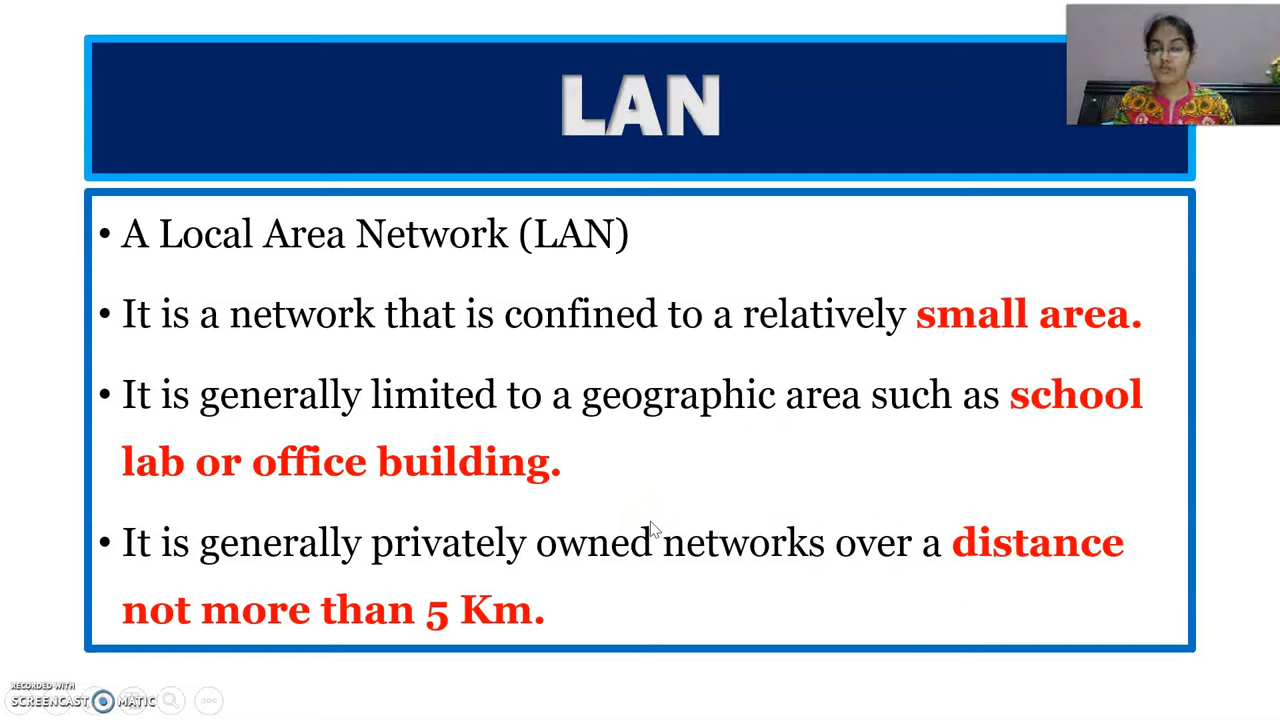 LAN
• A Local Area Network (LAN)
• It is a network that is confined to a relatively small area.
• It is generally limited to a geographic area such as school
lab or office building.
• It is generally privately owned networks over a distance
not more than 5 Km.
RECORDED WITH
SCREENCAST MATIC